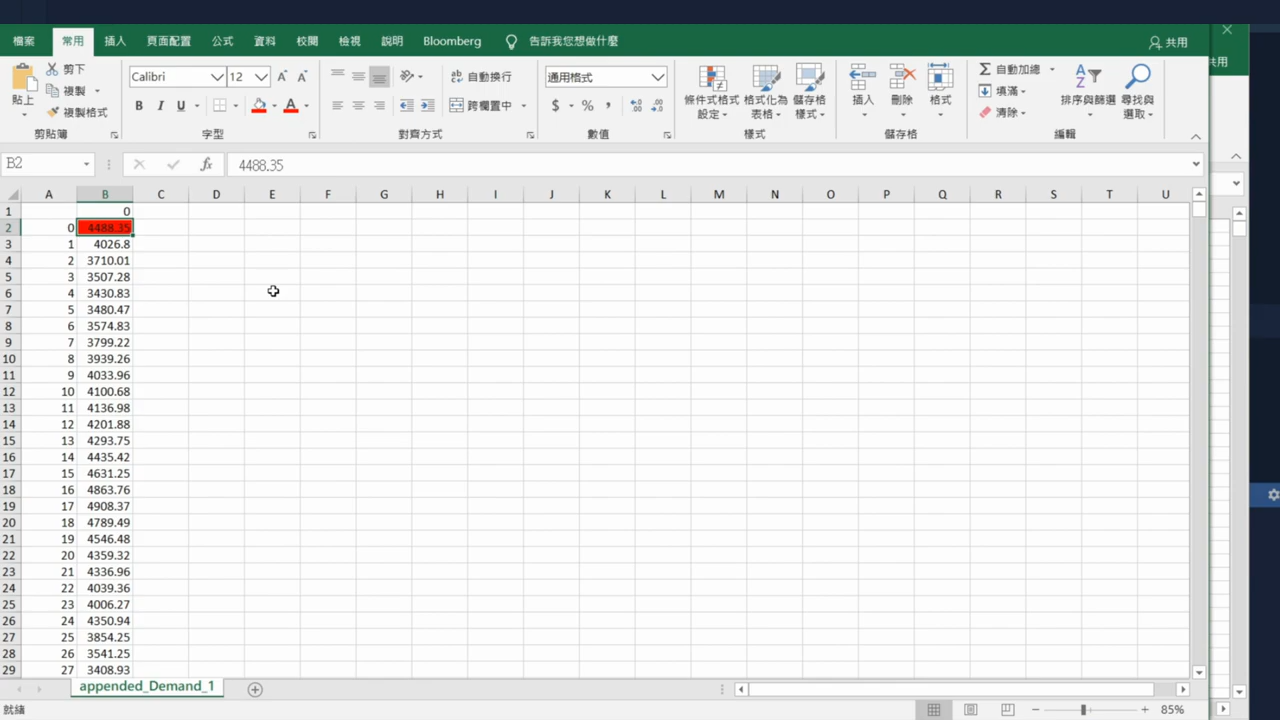 檔案 常用 插入 頁面配置 公式 資料 校閱 檢視 說明 Bloomberg 告訴我您想做什麼 共用
共用
剪下 Calibri 12 自動換行 通用格式 自動加總
貼上 複製 B I U 跨欄置中 $ % , 條件式格式設定 格式化為表格 儲存格樣式 插入 刪除 格式 填滿 排序與篩選 尋找與選取
複製格式 清除
剪貼簿 字型 對齊方式 數值 樣式 儲存格 編輯
B2 fx 4488.35
A B C D E F G H I J K L M N O P Q R S T U
1 0
2 0 4488.35
3 1 4026.8
4 2 3710.01
5 3 3507.28
6 4 3430.83
7 5 3480.47
8 6 3574.83
9 7 3799.22
10 8 3939.26
11 9 4033.96
12 10 4100.68
13 11 4136.98
14 12 4201.88
15 13 4293.75
16 14 4435.42
17 15 4631.25
18 16 4863.76
19 17 4908.37
20 18 4789.49
21 19 4546.48
22 20 4359.32
23 21 4336.96
24 22 4039.36
25 23 4006.27
26 24 4350.94
27 25 3854.25
28 26 3541.25
29 27 3408.93
appended_Demand_1
就緒 85%